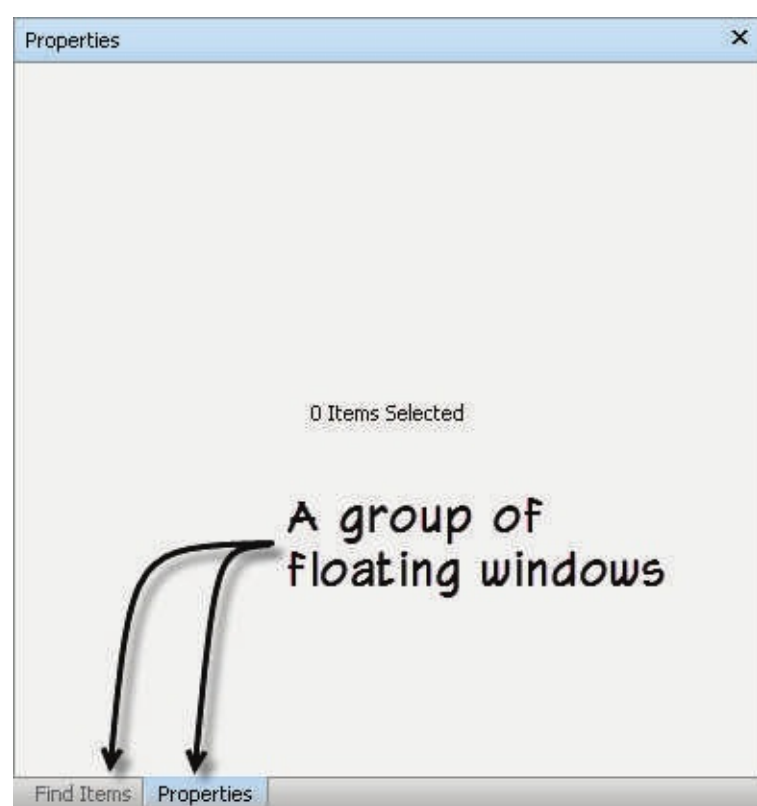 Properties
0 Items Selected
A group of
floating windows
Find Items Properties